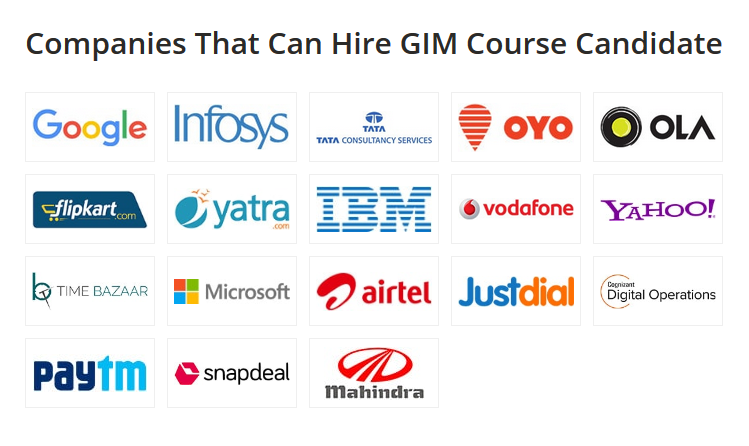 Companies That Can Hire GIM Course Candidate
Google
Infosys
TATA
TATA CONSULTANCY SERVICES
OYO
OLA
flipkart.com
yatra
.com
IBM
vodafone
YAHOO!
TIME BAZAAR
Microsoft
airtel
Justdial
Cognizant
Digital Operations
paytm
snapdeal
Mahindra